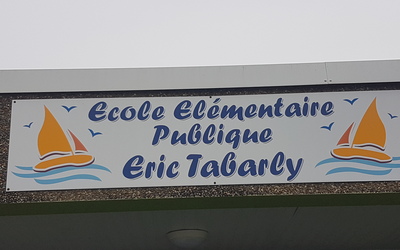 Ecole Elémentaire
Publique
Eric Tabarly